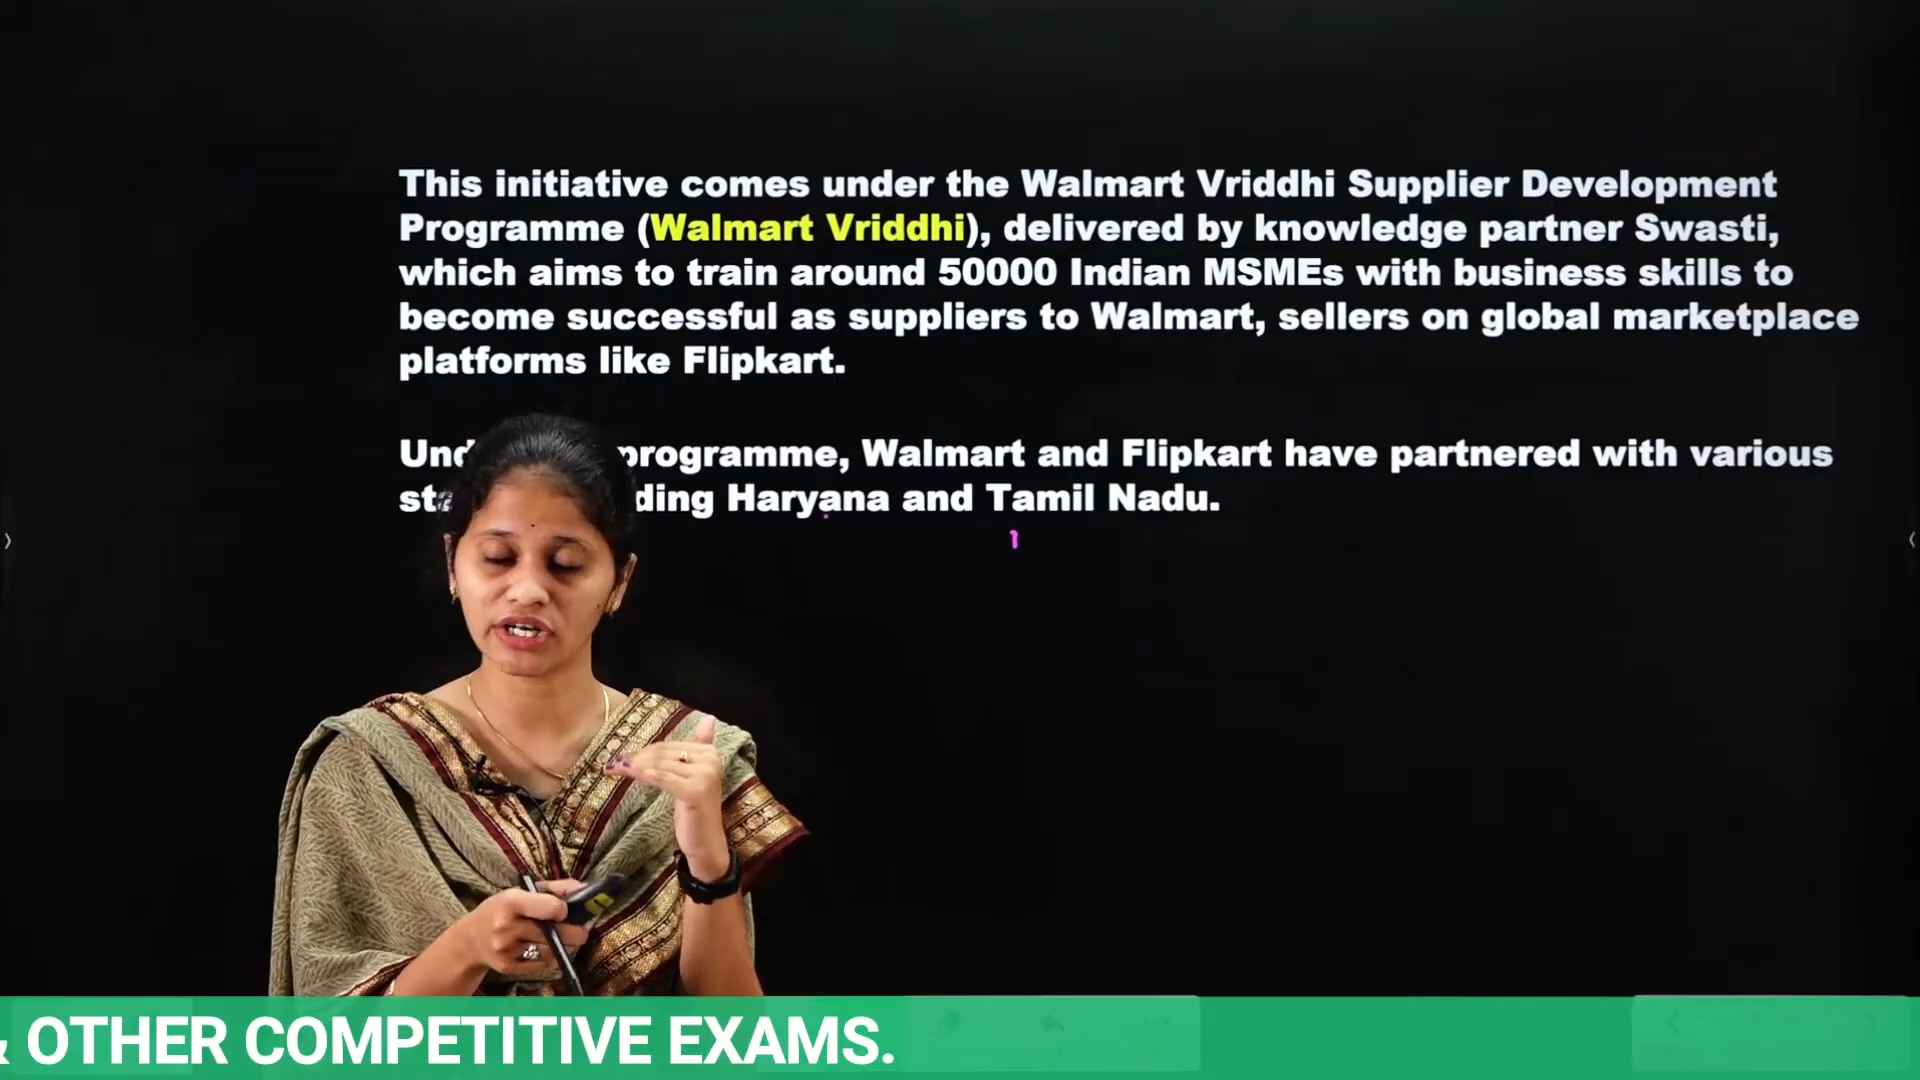 This initiative comes under the Walmart Vriddhi Supplier Development
Programme (Walmart Vriddhi), delivered by knowledge partner Swasti,
which aims to train around 50000 Indian MSMEs with business skills to
become successful as suppliers to Walmart, sellers on global marketplace
platforms like Flipkart.
programme, Walmart and Flipkart have partnered with various
Haryana and Tamil Nadu.
& OTHER COMPETITIVE EXAMS.